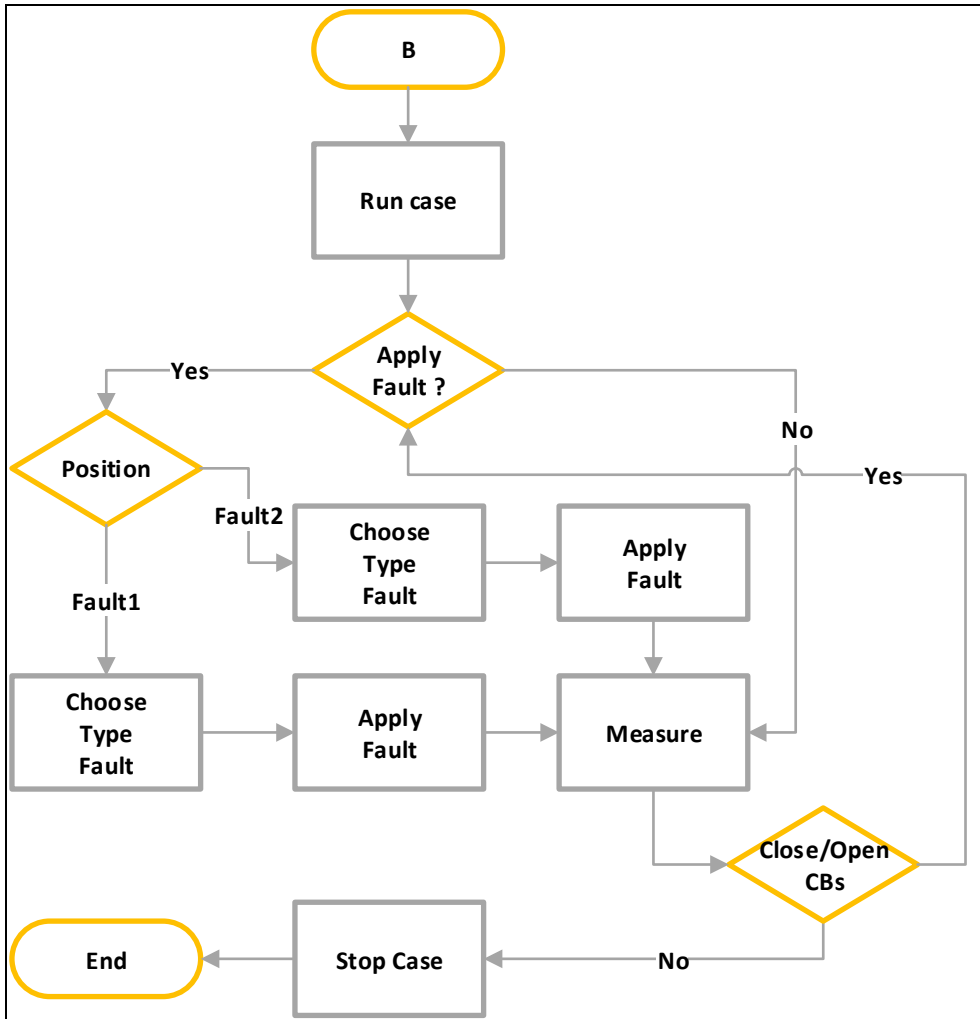 B
Run case
Apply
Fault ?
Yes
No
Position
Yes
Fault2
Choose
Type
Fault
Apply
Fault
Fault1
Choose
Type
Fault
Apply
Fault
Measure
Close/Open
CBs
End
Stop Case
No